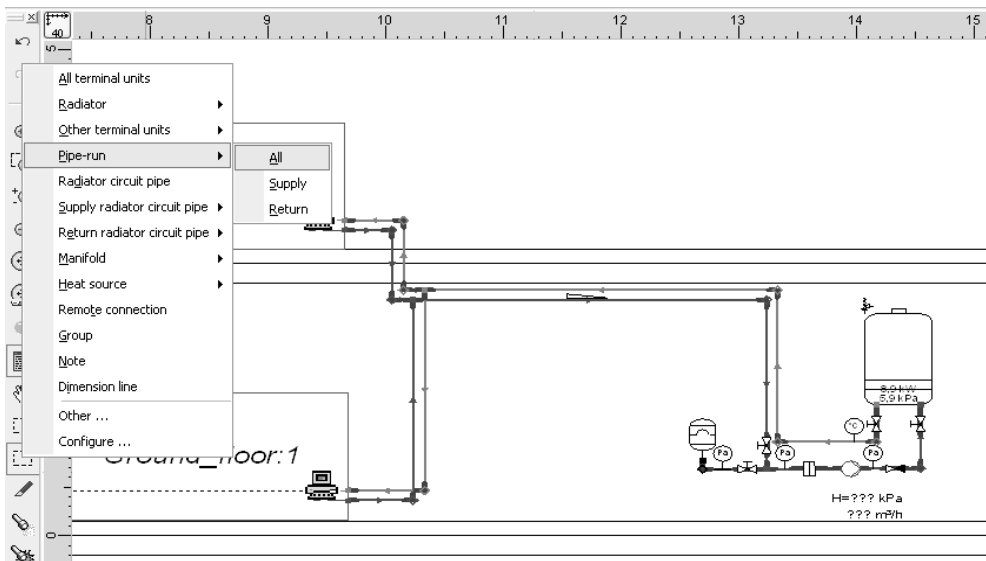 40
8
9
10
11
12
13
14
15
5
All terminal units
Radiator
Other terminal units
Pipe-run
All
Radiator circuit pipe
Supply
Supply radiator circuit pipe
Return
Return radiator circuit pipe
Manifold
Heat source
Remote connection
Group
Note
Dimension line
Other ...
Configure ...
Ground_floor:1
8,9 kW
5,9 kPa
°C
Pa
Pa
Pa
H=??? kPa
??? m³/h
0